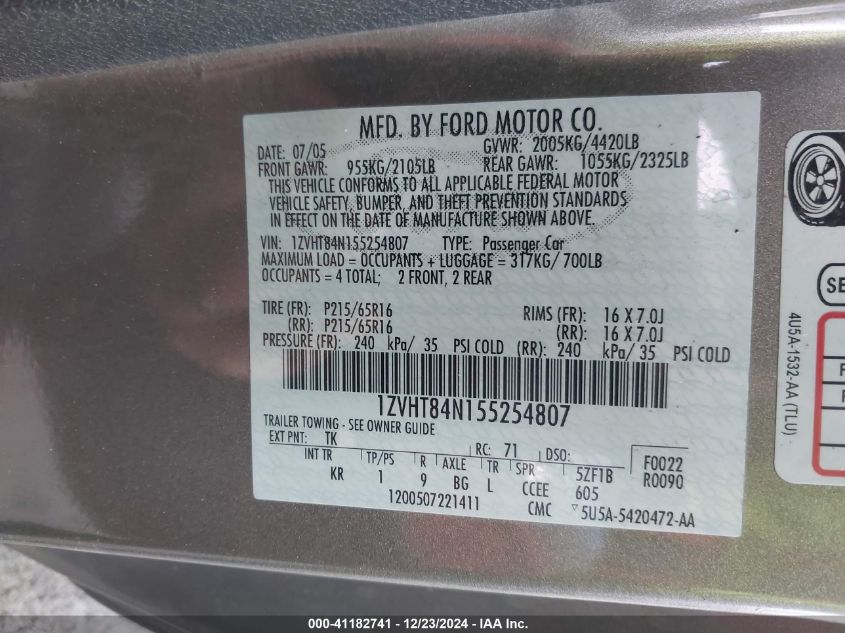 MFD. BY FORD MOTOR CO.
DATE: 07/05 GVWR: 2005KG/4420LB
FRONT GAWR: 955KG/2105LB REAR GAWR: 1055KG/2325LB
THIS VEHICLE CONFORMS TO ALL APPLICABLE FEDERAL MOTOR
VEHICLE SAFETY, BUMPER, AND THEFT PREVENTION STANDARDS
IN EFFECT ON THE DATE OF MANUFACTURE SHOWN ABOVE.
VIN: 1ZVHT84N155254807 TYPE: Passenger Car
MAXIMUM LOAD = OCCUPANTS + LUGGAGE = 317KG/ 700LB
OCCUPANTS = 4 TOTAL; 2 FRONT, 2 REAR
TIRE (FR): P215/65R16 RIMS (FR): 16 X 7.0J
(RR): P215/65R16 (RR): 16 X 7.0J
PRESSURE (FR): 240 kPa/ 35 PSI COLD (RR): 240 kPa/ 35 PSI COLD
1ZVHT84N155254807
TRAILER TOWING - SEE OWNER GUIDE
EXT PNT: TK RC: 71 DSO: F0022
INT TR TP/PS R AXLE TR SPR 5ZF1B R0090
KR 1 9 BG L CCEE 605
1200507221411 CMC ▽5U5A-5420472-AA
4U5A-1532-AA (TLU)
SE
F
000-41182741 - 12/23/2024 - IAA Inc.